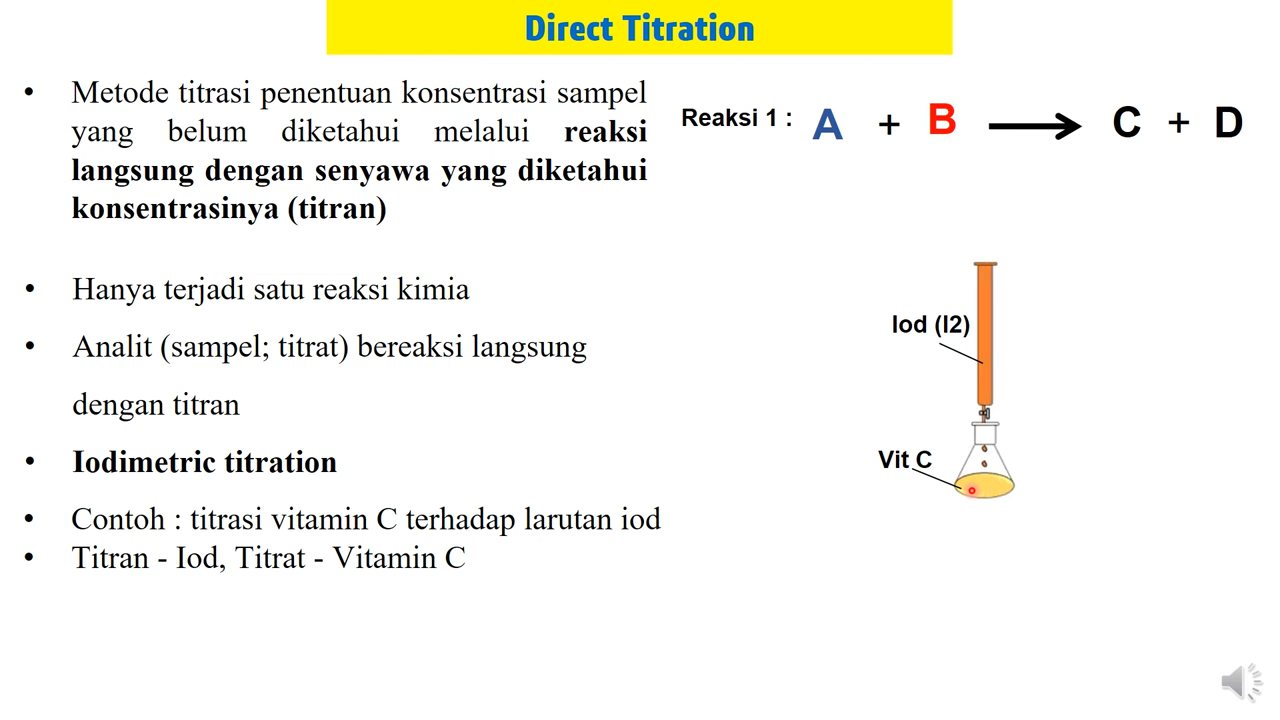 Direct Titration
• Metode titrasi penentuan konsentrasi sampel
yang belum diketahui melalui reaksi
langsung dengan senyawa yang diketahui
konsentrasinya (titran)
• Hanya terjadi satu reaksi kimia
• Analit (sampel; titrat) bereaksi langsung
dengan titran
• Iodimetric titration
• Contoh : titrasi vitamin C terhadap larutan iod
• Titran - Iod, Titrat - Vitamin C
Reaksi 1 : A + B ⟶ C + D
Iod (I2)
Vit C